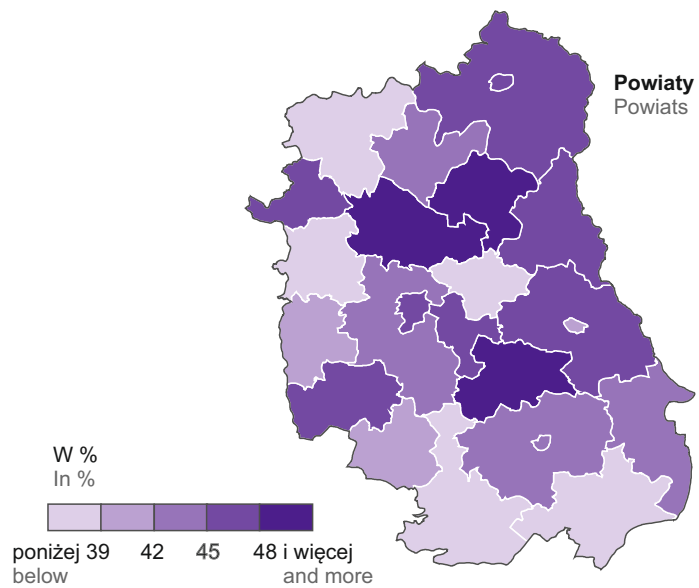 Powiaty
Powiats
W %
In %
poniżej 39 42 45 48 i więcej
below and more